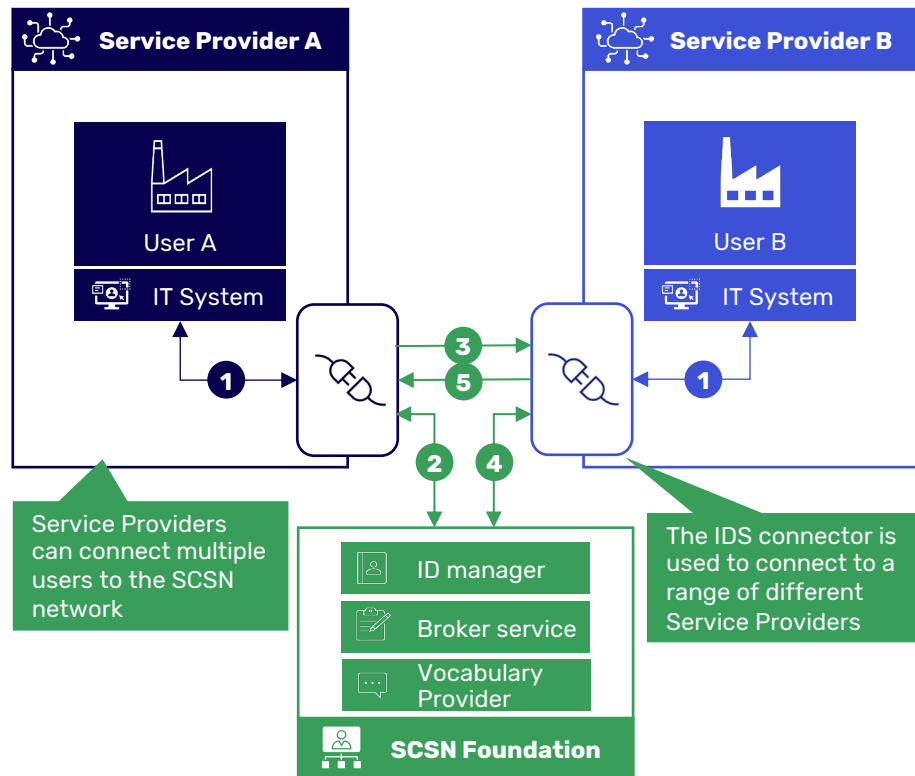 Service Provider A
Service Provider B
User A
User B
IT System
IT System
1
3
5
1
2
4
Service Providers
can connect multiple
users to the SCSN
network
The IDS connector is
used to connect to a
range of different
Service Providers
ID manager
Broker service
Vocabulary
Provider
SCSN Foundation